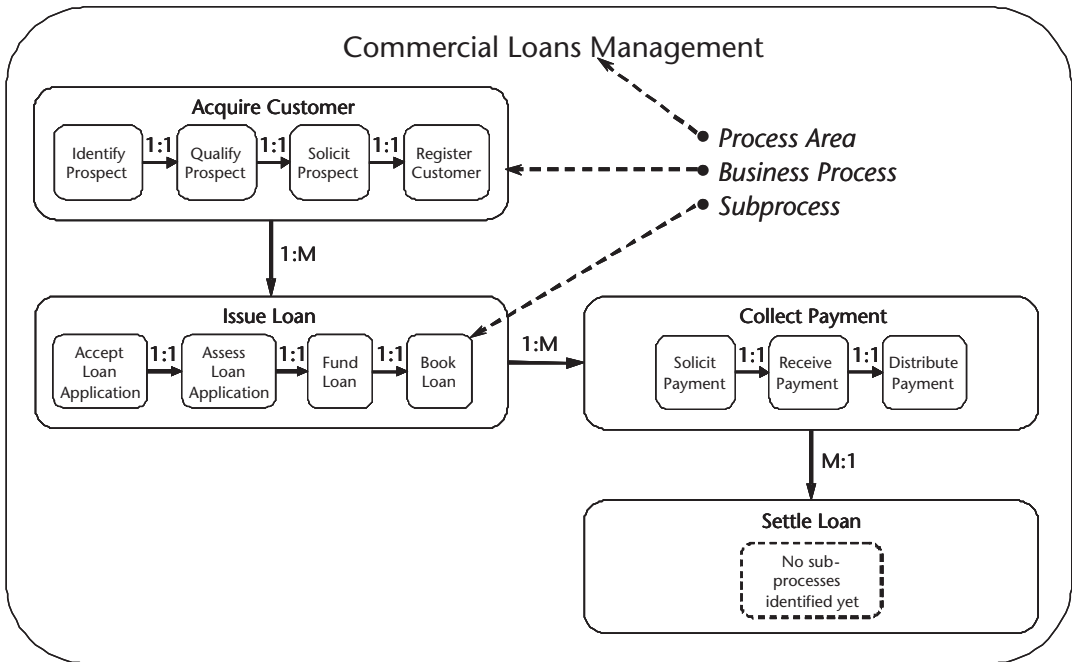 Commercial Loans Management
Acquire Customer
Identify
Prospect
1:1
Qualify
Prospect
1:1
Solicit
Prospect
1:1
Register
Customer
Process Area
Business Process
Subprocess
1:M
Issue Loan
Accept
Loan
Application
1:1
Assess
Loan
Application
1:1
Fund
Loan
1:1
Book
Loan
1:M
Collect Payment
Solicit
Payment
1:1
Receive
Payment
1:1
Distribute
Payment
M:1
Settle Loan
No sub-
processes
identified yet